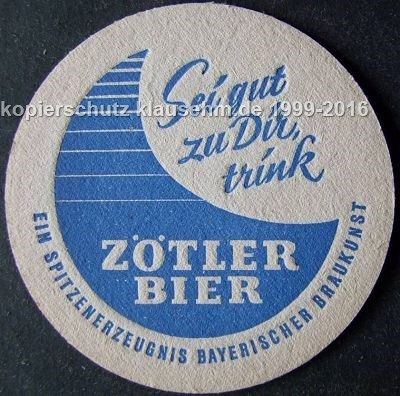 kopierschutz klausehm.de 1999-2016
Sei gut
zu Dir,
trink
ZÖTLER
BIER
EIN SPITZENERZEUGNIS BAYERISCHER BRAUKUNST